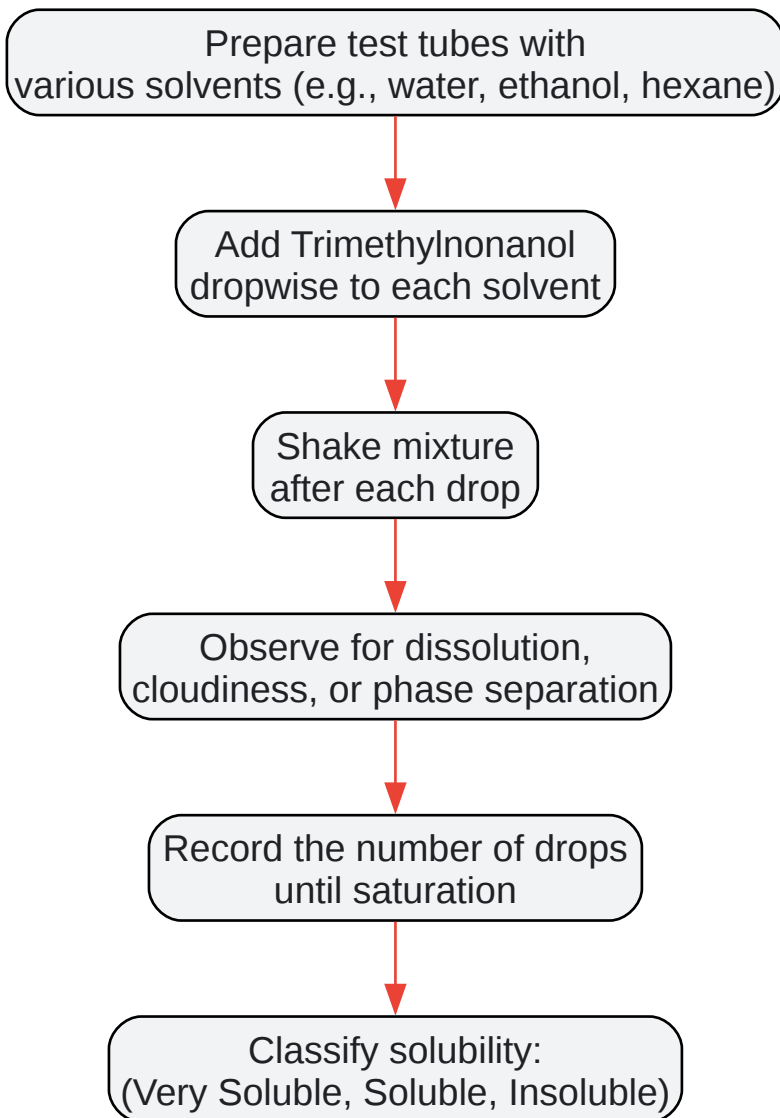 Prepare test tubes with
various solvents (e.g., water, ethanol, hexane)
Add Trimethylnonanol
dropwise to each solvent
Shake mixture
after each drop
Observe for dissolution,
cloudiness, or phase separation
Record the number of drops
until saturation
Classify solubility:
(Very Soluble, Soluble, Insoluble)